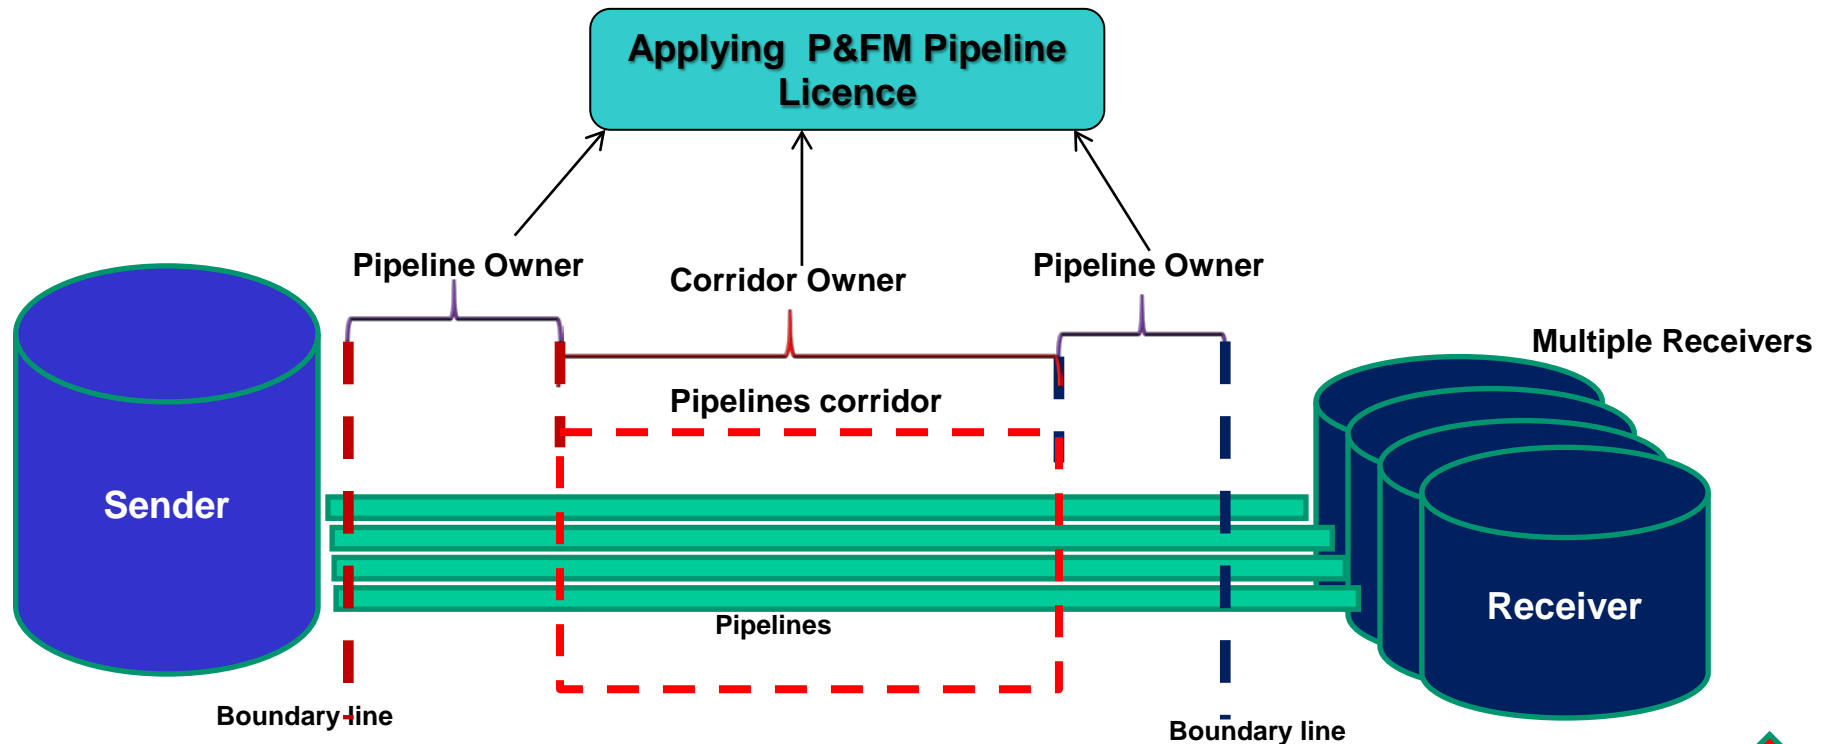 Applying P&FM Pipeline
Licence
Pipeline Owner
Corridor Owner
Pipeline Owner
Multiple Receivers
Pipelines corridor
Sender
Receiver
Pipelines
Boundary line
Boundary line